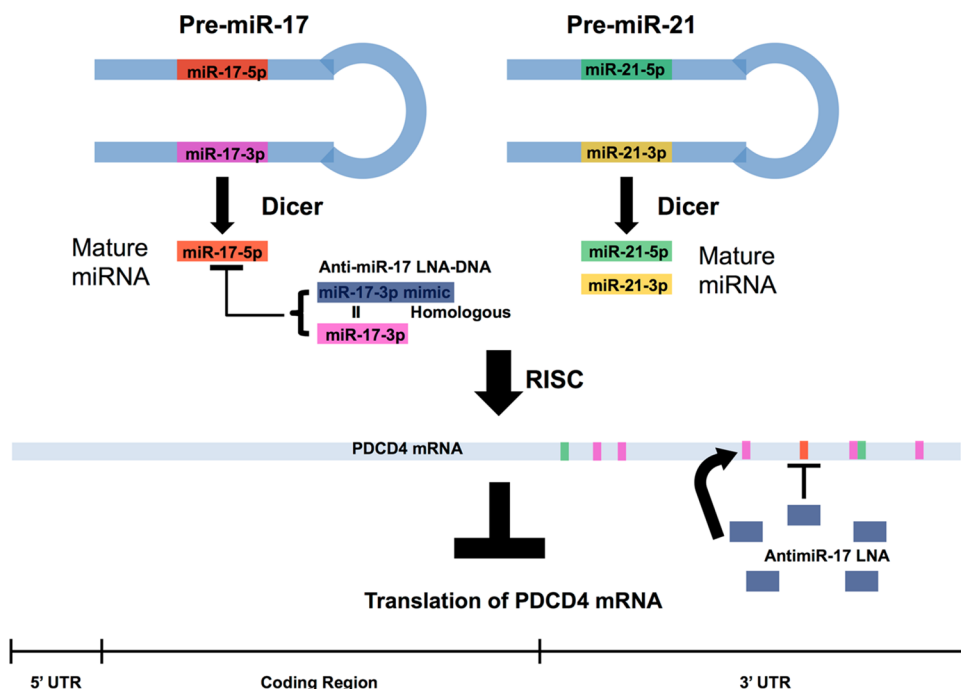 Pre-miR-17
Pre-miR-21
miR-17-5p
miR-21-5p
miR-17-3p
miR-21-3p
Dicer
Dicer
Mature
miRNA
miR-17-5p
miR-21-5p
miR-21-3p
Mature
miRNA
Anti-miR-17 LNA-DNA
miR-17-3p mimic
=
Homologous
miR-17-3p
RISC
PDCD4 mRNA
AntimiR-17 LNA
Translation of PDCD4 mRNA
5’ UTR
Coding Region
3’ UTR